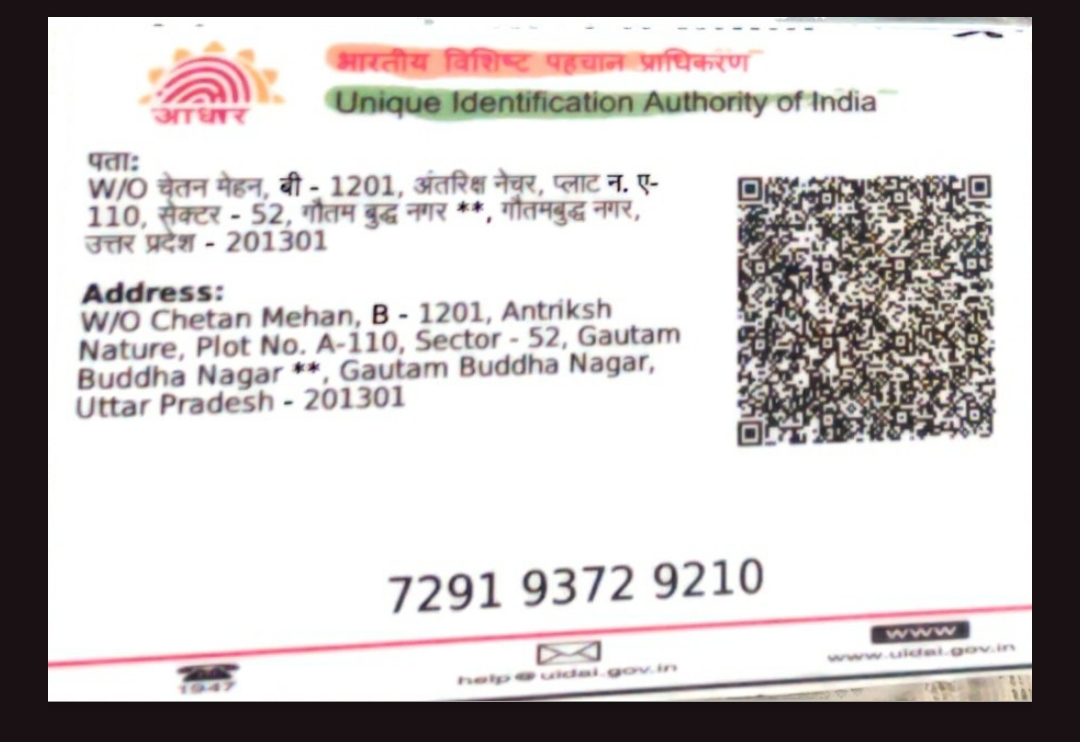 भारतीय विशिष्ट पहचान प्राधिकरण
आधार
Unique Identification Authority of India
पता:
W/O चेतन मेहन, बी - 1201, अंतरिक्ष नेचर, प्लाट न. ए-
110, सेक्टर - 52, गौतम बुद्ध नगर **, गौतमबुद्ध नगर,
उत्तर प्रदेश - 201301
Address:
W/O Chetan Mehan, B - 1201, Antriksh
Nature, Plot No. A-110, Sector - 52, Gautam
Buddha Nagar **, Gautam Buddha Nagar,
Uttar Pradesh - 201301
7291 9372 9210
1947
help@uidai.gov.in
WWW
www.uidai.gov.in